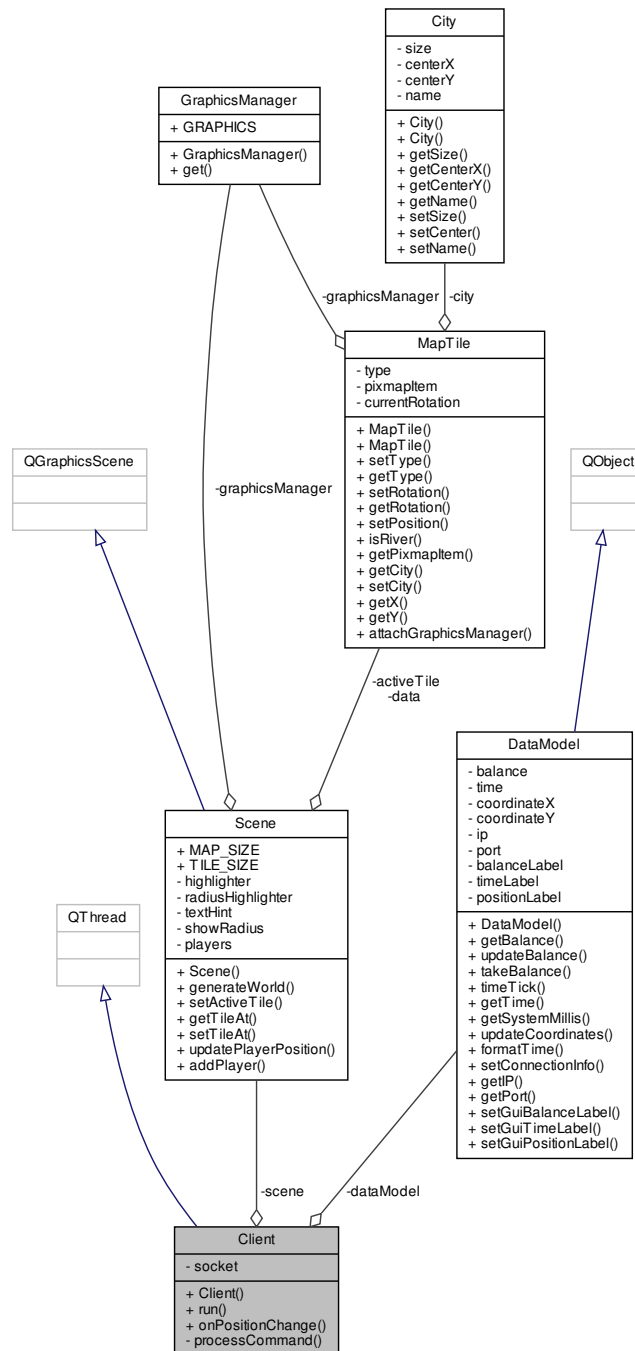 City
- size
- centerX
- centerY
- name
+ City()
+ City()
+ getSize()
+ getCenterX()
+ getCenterY()
+ getName()
+ setSize()
+ setCenter()
+ setName()
GraphicsManager
+ GRAPHICS
+ GraphicsManager()
+ get()
-graphicsManager
-city
MapTile
- type
- pixmapItem
- currentRotation
+ MapTile()
+ MapTile()
+ setType()
+ getType()
+ setRotation()
+ getRotation()
+ setPosition()
+ isRiver()
+ getPixmapItem()
+ getCity()
+ setCity()
+ getX()
+ getY()
+ attachGraphicsManager()
QGraphicsScene
-graphicsManager
QObject
-activeTile
-data
DataModel
- balance
- time
- coordinateX
- coordinateY
- ip
- port
- balanceLabel
- timeLabel
- positionLabel
+ DataModel()
+ getBalance()
+ updateBalance()
+ takeBalance()
+ timeTick()
+ getTime()
+ getSystemMillis()
+ updateCoordinates()
+ formatTime()
+ setConnectionInfo()
+ getIP()
+ getPort()
+ setGuiBalanceLabel()
+ setGuiTimeLabel()
+ setGuiPositionLabel()
Scene
+ MAP_SIZE
+ TILE_SIZE
- highlighter
- radiusHighlighter
- textHint
- showRadius
- players
+ Scene()
+ generateWorld()
+ setActiveTile()
+ getTileAt()
+ setTileAt()
+ updatePlayerPosition()
+ addPlayer()
QThread
-scene
-dataModel
Client
- socket
+ Client()
+ run()
+ onPositionChange()
- processCommand()